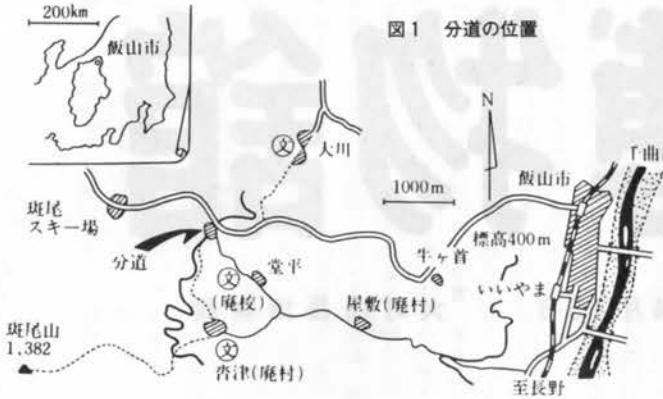 200km
飯山市
図1 分道の位置
N
千曲
文
大川
1000m
飯山市
斑尾
スキー場
標高400m
分道
堂平
牛ヶ首
いいやま
文
(廃校)
屋敷(廃村)
斑尾山
1,382
文
沓津(廃村)
至長野